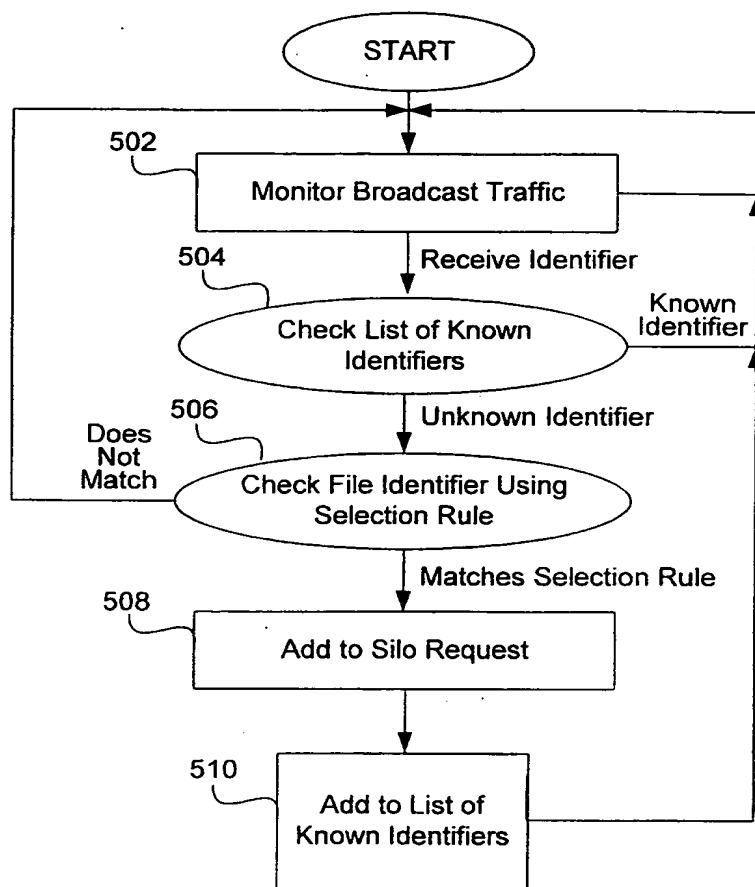 START
502
Monitor Broadcast Traffic
504
Receive Identifier
Known
Identifier
Check List of Known
Identifiers
506
Unknown Identifier
Does
Not
Match
Check File Identifier Using
Selection Rule
Matches Selection Rule
508
Add to Silo Request
510
Add to List of
Known Identifiers